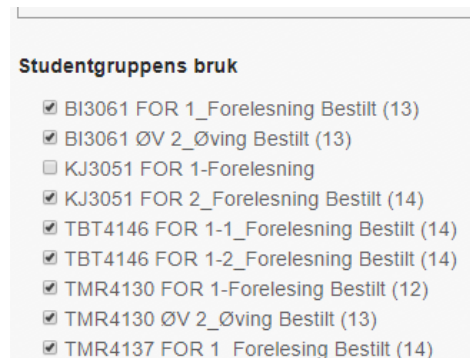 Studentgruppens bruk
BI3061 FOR 1_Forelesning Bestilt (13)
BI3061 ØV 2_Øving Bestilt (13)
KJ3051 FOR 1-Forelesning
KJ3051 FOR 2_Forelesning Bestilt (14)
TBT4146 FOR 1-1_Forelesning Bestilt (14)
TBT4146 FOR 1-2_Forelesning Bestilt (14)
TMR4130 FOR 1-Forelesing Bestilt (12)
TMR4130 ØV 2_Øving Bestilt (13)
TMR4137 FOR 1_Forelesing Bestilt (14)